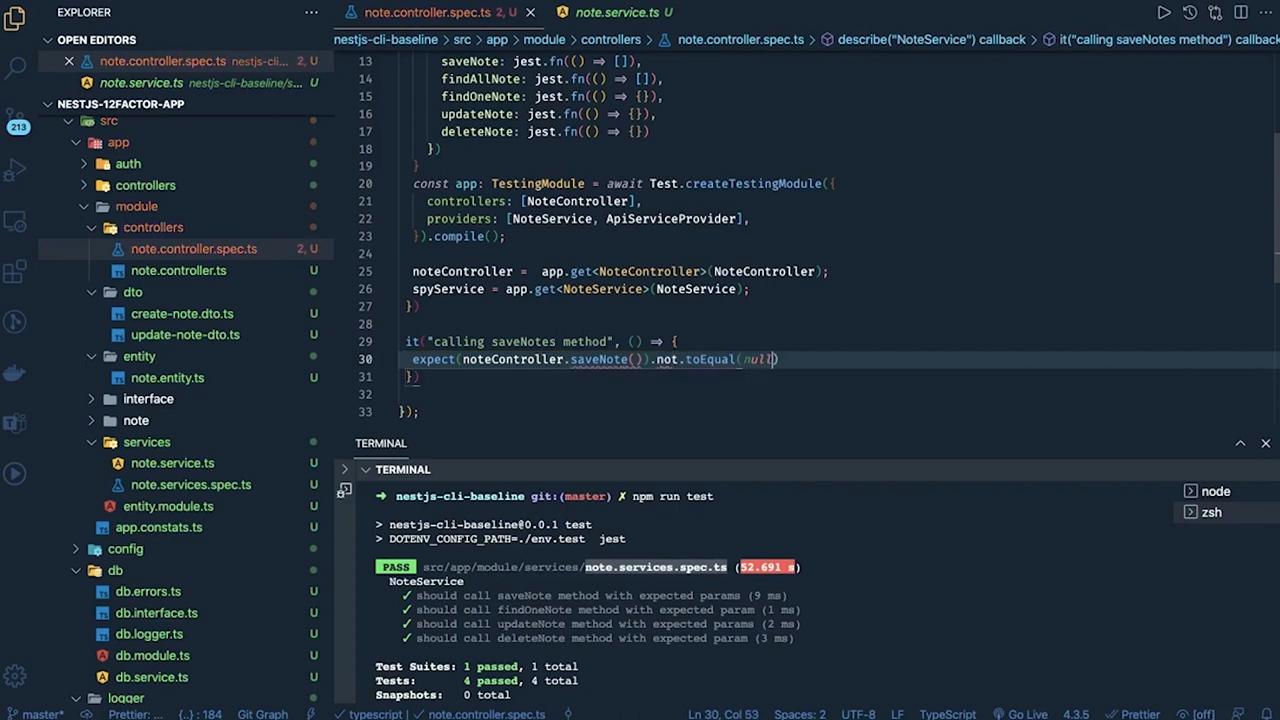 EXPLORER
OPEN EDITORS
note.controller.spec.ts nestjs-cli... 2, U
note.service.ts nestjs-cli-baseline/s... U
NESTJS-12FACTOR-APP
src
app
auth
controllers
module
controllers
note.controller.spec.ts 2, U
note.controller.ts U
dto
create-note.dto.ts U
update-note-dto.ts U
entity
note.entity.ts U
interface
note
services
note.service.ts U
note.services.spec.ts U
entity.module.ts U
app.constats.ts U
config
db
db.errors.ts U
db.interface.ts U
db.logger.ts U
db.module.ts U
db.service.ts U
logger
213
note.controller.spec.ts 2, U
note.service.ts U
nestjs-cli-baseline > src > app > module > controllers > note.controller.spec.ts > describe("NoteService") callback > it("calling saveNotes method") callback
13 saveNote: jest.fn(() => []),
14 findAllNote: jest.fn(() => []),
15 findOneNote: jest.fn(() => {}),
16 updateNote: jest.fn(() => {}),
17 deleteNote: jest.fn(() => {})
18 })
19 }
20 const app: TestingModule = await Test.createTestingModule({
21 controllers: [NoteController],
22 providers: [NoteService, ApiServiceProvider],
23 }).compile();
24
25 noteController = app.get<NoteController>(NoteController);
26 spyService = app.get<NoteService>(NoteService);
27 })
28
29 it("calling saveNotes method", () => {
30 expect(noteController.saveNote()).not.toEqual(null)
31 })
32
33 });
TERMINAL
TERMINAL
➜ nestjs-cli-baseline git:(master) ✗ npm run test
> nestjs-cli-baseline@0.0.1 test
> DOTENV_CONFIG_PATH=./env.test jest
PASS src/app/module/services/note.services.spec.ts (52.691 s)
NoteService
✓ should call saveNote method with expected params (9 ms)
✓ should call findOneNote method with expected param (1 ms)
✓ should call updateNote method with expected params (2 ms)
✓ should call deleteNote method with expected param (3 ms)
Test Suites: 1 passed, 1 total
Tests: 4 passed, 4 total
Snapshots: 0 total
node
zsh
master* Prettier: ... {..} : 184 Git Graph typescript | note.controller.spec.ts Ln 30, Col 53 Spaces: 2 UTF-8 LF TypeScript Go Live 4.3.5 Prettier [off]